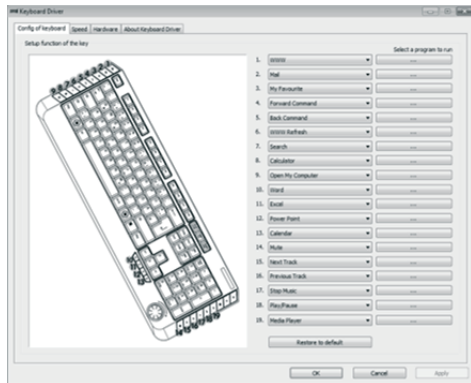 Keyboard Driver
Config of keyboard Speed Hardware About Keyboard Driver
Setup function of the key
Select a program to run
1. WWW ...
2. Mail ...
3. My Favourite ...
4. Forward Command ...
5. Back Command ...
6. WWW Refresh ...
7. Search ...
8. Calculator ...
9. Open My Computer ...
10. Word ...
11. Excel ...
12. Power Point ...
13. Calendar ...
14. Mute ...
15. Next Track ...
16. Previous Track ...
17. Stop Music ...
18. Play/Pause ...
19. Media Player ...
Restore to default
OK Cancel Apply